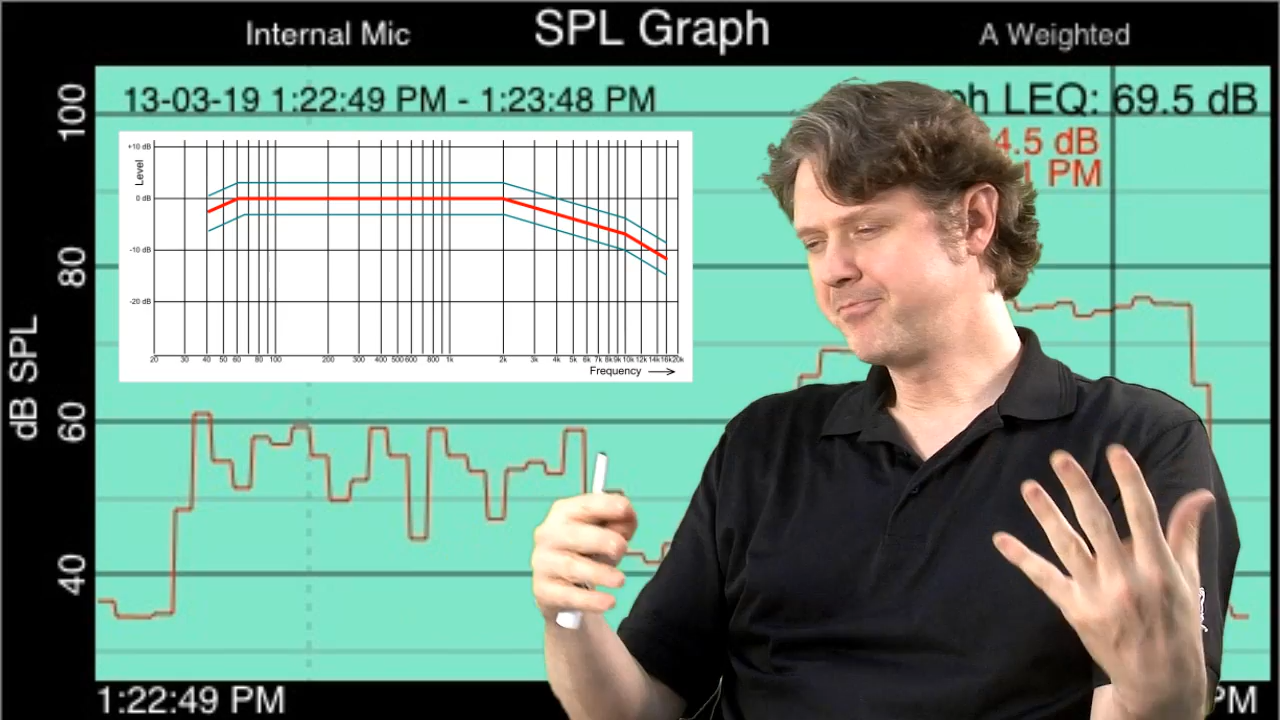 Internal Mic SPL Graph A Weighted
13-03-19 1:22:49 PM - 1:23:48 PM
LEQ: 69.5 dB
4.5 dB
PM
100
80
60
40
dB SPL
+10 dB
0 dB
-10 dB
-20 dB
Level
20 30 40 50 60 80 100 200 300 400 500 600 800 1k 2k 3k 4k 5k 6k 7k 8k 9k 10k 12k 14k 16k 20k
Frequency
1:22:49 PM
PM